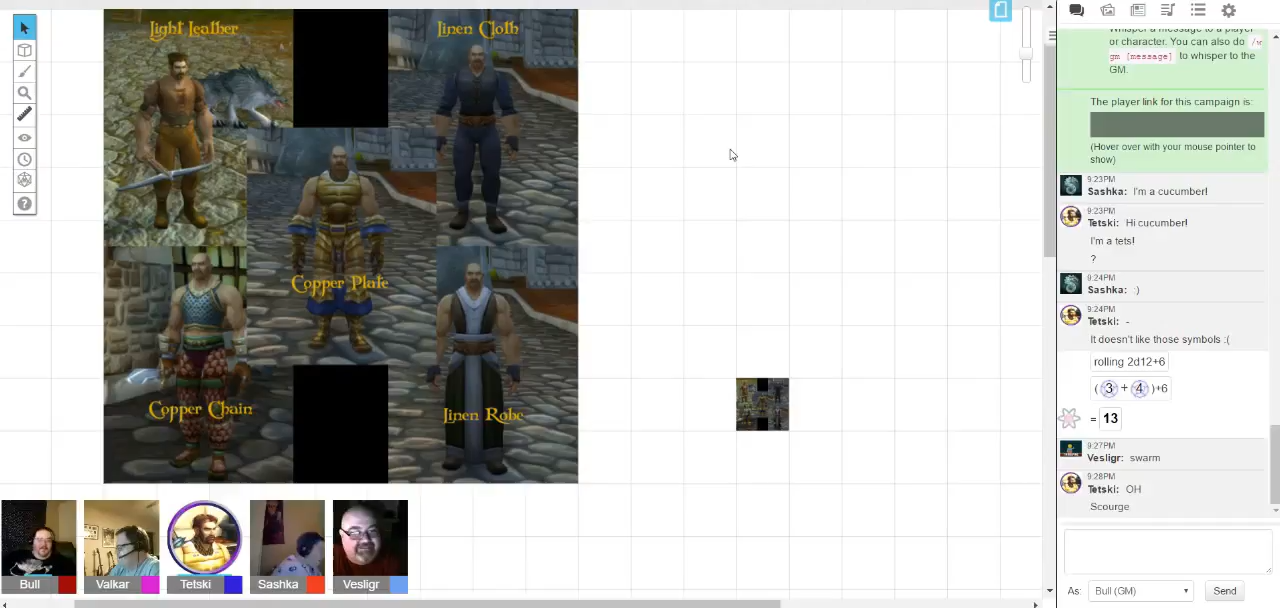 Light Leather
Linen Cloth
Copper Plate
Copper Chain
Linen Robe
Bull
Valkar
Tetski
Sashka
Vesligr
Whisper a message to a player
or character. You can also do /w
gm [message] to whisper to the
GM.
The player link for this campaign is:
(Hover over with your mouse pointer to
show)
9:23PM
Sashka: I'm a cucumber!
9:23PM
Tetski: Hi cucumber!
I'm a tets!
?
9:24PM
Sashka: :)
9:24PM
Tetski: -
It doesn't like those symbols :(
rolling 2d12+6
(3 + 4)+6
= 13
9:27PM
Vesligr: swarm
9:28PM
Tetski: OH
Scourge
As: Bull (GM)
Send